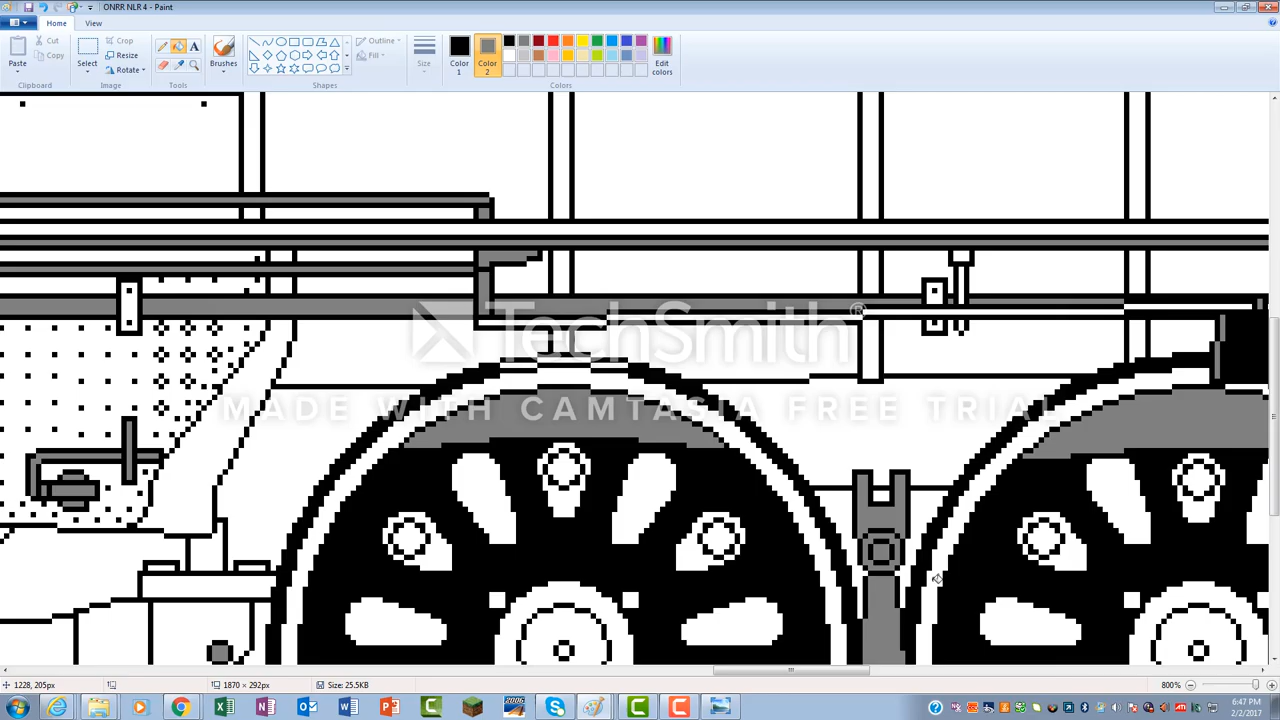 ONRR NLR 4 - Paint
Home
View
Paste
Cut
Copy
Clipboard
Select
Crop
Resize
Rotate
Image
A
Tools
Brushes
Outline
Fill
Shapes
Size
Color 1
Color 2
Edit colors
Colors
TechSmith®
MADE WITH CAMTASIA FREE TRIAL
1228, 205px
1870 × 292px
Size: 25.5KB
800%
2006
6:47 PM
2/2/2017